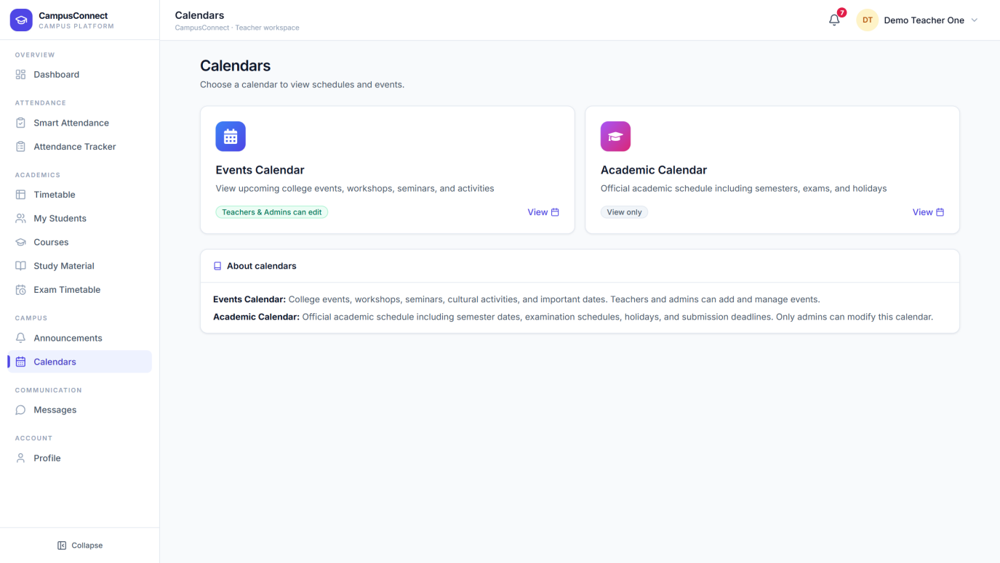 CampusConnect
CAMPUS PLATFORM
OVERVIEW
Dashboard
ATTENDANCE
Smart Attendance
Attendance Tracker
ACADEMICS
Timetable
My Students
Courses
Study Material
Exam Timetable
CAMPUS
Announcements
Calendars
COMMUNICATION
Messages
ACCOUNT
Profile
Collapse
Calendars
CampusConnect · Teacher workspace
7
DT
Demo Teacher One
Calendars
Choose a calendar to view schedules and events.
Events Calendar
View upcoming college events, workshops, seminars, and activities
Teachers & Admins can edit
View
Academic Calendar
Official academic schedule including semesters, exams, and holidays
View only
View
About calendars
Events Calendar: College events, workshops, seminars, cultural activities, and important dates. Teachers and admins can add and manage events.
Academic Calendar: Official academic schedule including semester dates, examination schedules, holidays, and submission deadlines. Only admins can modify this calendar.